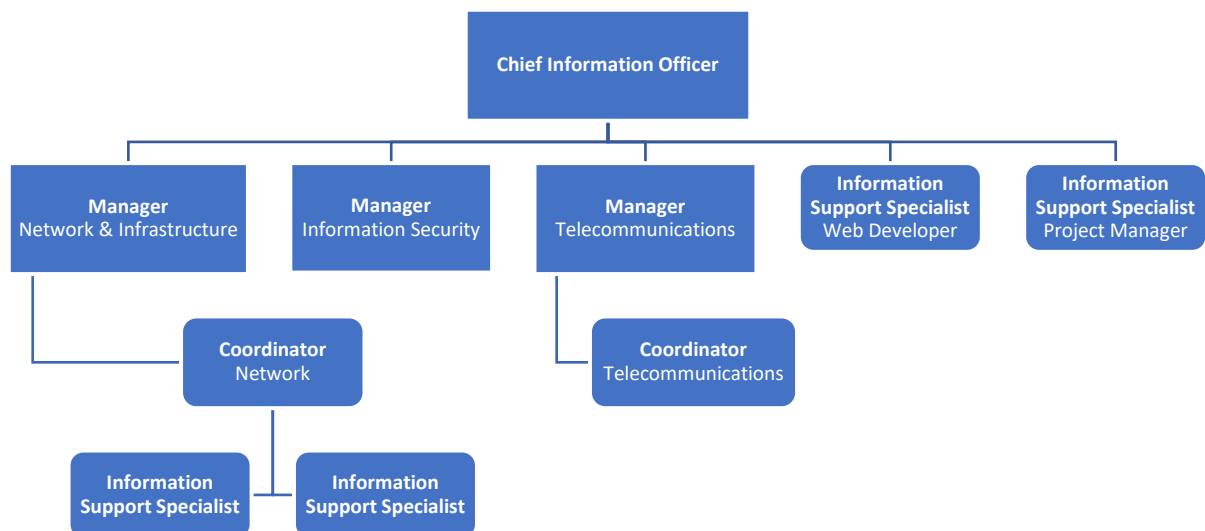 Chief Information Officer
Manager
Network & Infrastructure
Manager
Information Security
Manager
Telecommunications
Information
Support Specialist
Web Developer
Information
Support Specialist
Project Manager
Coordinator
Network
Coordinator
Telecommunications
Information
Support Specialist
Information
Support Specialist